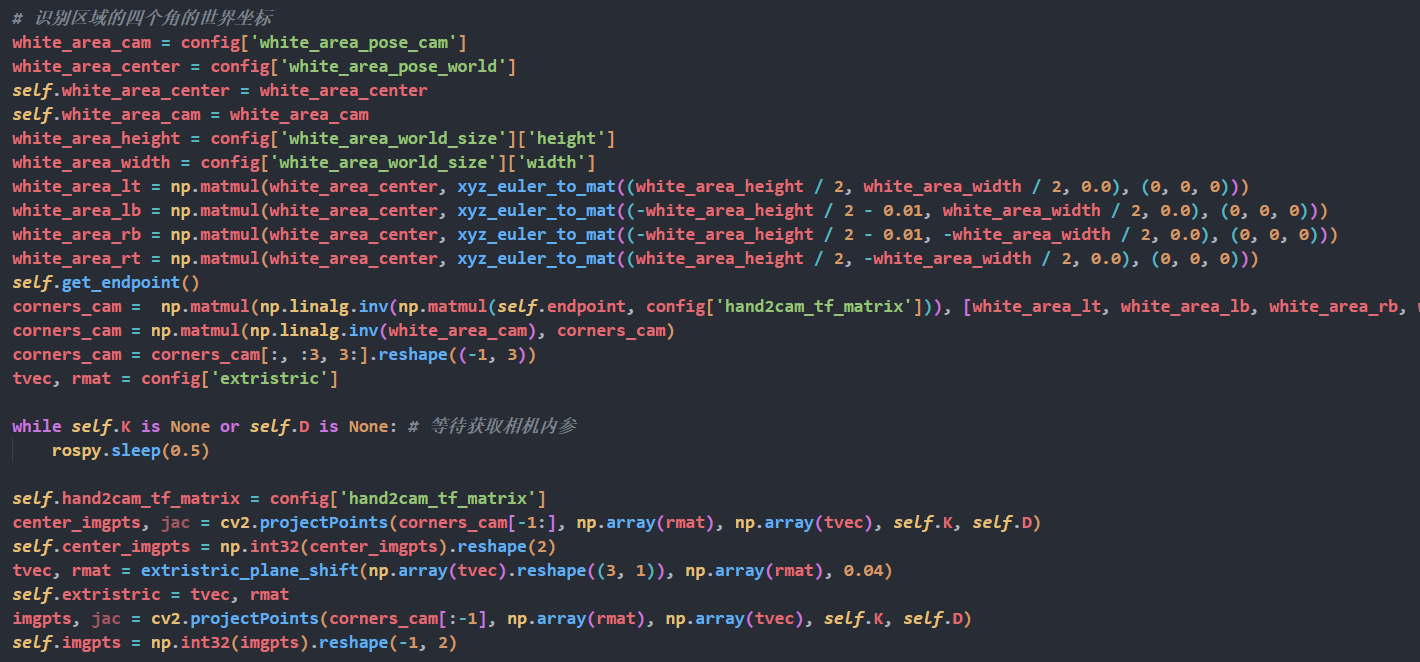 # 识别区域的四个角的世界坐标
white_area_cam = config['white_area_pose_cam']
white_area_center = config['white_area_pose_world']
self.white_area_center = white_area_center
self.white_area_cam = white_area_cam
white_area_height = config['white_area_world_size']['height']
white_area_width = config['white_area_world_size']['width']
white_area_lt = np.matmul(white_area_center, xyz_euler_to_mat((white_area_height / 2, white_area_width / 2, 0.0), (0, 0, 0)))
white_area_lb = np.matmul(white_area_center, xyz_euler_to_mat((-white_area_height / 2 - 0.01, white_area_width / 2, 0.0), (0, 0, 0)))
white_area_rb = np.matmul(white_area_center, xyz_euler_to_mat((-white_area_height / 2 - 0.01, -white_area_width / 2, 0.0), (0, 0, 0)))
white_area_rt = np.matmul(white_area_center, xyz_euler_to_mat((white_area_height / 2, -white_area_width / 2, 0.0), (0, 0, 0)))
self.get_endpoint()
corners_cam =  np.matmul(np.linalg.inv(np.matmul(self.endpoint, config['hand2cam_tf_matrix'])), [white_area_lt, white_area_lb, white_area_rb,
corners_cam = np.matmul(np.linalg.inv(white_area_cam), corners_cam)
corners_cam = corners_cam[:, :3, 3:].reshape((-1, 3))
tvec, rmat = config['extristric']
while self.K is None or self.D is None: # 等待获取相机内参
    rospy.sleep(0.5)
self.hand2cam_tf_matrix = config['hand2cam_tf_matrix']
center_imgpts, jac = cv2.projectPoints(corners_cam[-1:], np.array(rmat), np.array(tvec), self.K, self.D)
self.center_imgpts = np.int32(center_imgpts).reshape(2)
tvec, rmat = extristric_plane_shift(np.array(tvec).reshape((3, 1)), np.array(rmat), 0.04)
self.extristric = tvec, rmat
imgpts, jac = cv2.projectPoints(corners_cam[:-1], np.array(rmat), np.array(tvec), self.K, self.D)
self.imgpts = np.int32(imgpts).reshape(-1, 2)